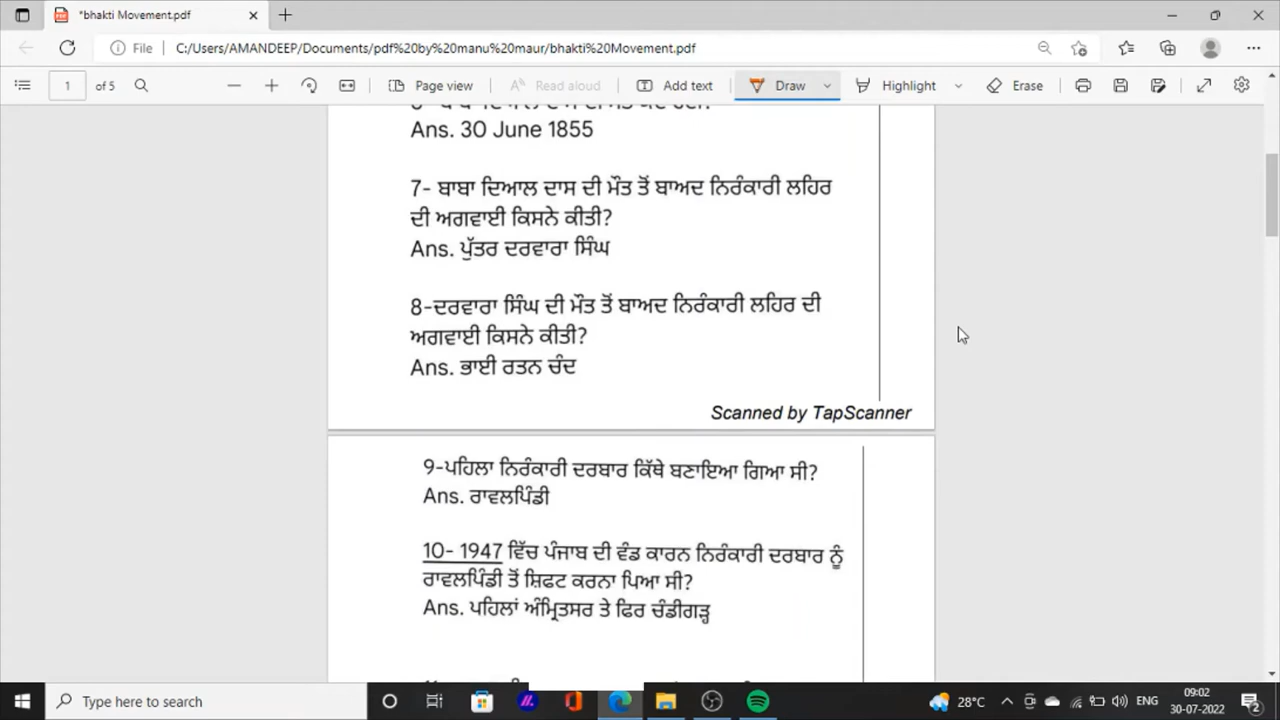 *bhakti Movement.pdf
File
C:/Users/AMANDEEP/Documents/pdf%20by%20manu%20maur/bhakti%20Movement.pdf
1 of 5
Page view
Read aloud
Add text
Draw
Highlight
Erase
Ans. 30 June 1855
7- ਬਾਬਾ ਦਿਆਲ ਦਾਸ ਦੀ ਮੌਤ ਤੋਂ ਬਾਅਦ ਨਿਰੰਕਾਰੀ ਲਹਿਰ
ਦੀ ਅਗਵਾਈ ਕਿਸਨੇ ਕੀਤੀ?
Ans. ਪੁੱਤਰ ਦਰਵਾਰਾ ਸਿੰਘ
8-ਦਰਵਾਰਾ ਸਿੰਘ ਦੀ ਮੌਤ ਤੋਂ ਬਾਅਦ ਨਿਰੰਕਾਰੀ ਲਹਿਰ ਦੀ
ਅਗਵਾਈ ਕਿਸਨੇ ਕੀਤੀ?
Ans. ਭਾਈ ਰਤਨ ਚੰਦ
Scanned by TapScanner
9-ਪਹਿਲਾ ਨਿਰੰਕਾਰੀ ਦਰਬਾਰ ਕਿੱਥੇ ਬਣਾਇਆ ਗਿਆ ਸੀ?
Ans. ਰਾਵਲਪਿੰਡੀ
10- 1947 ਵਿੱਚ ਪੰਜਾਬ ਦੀ ਵੰਡ ਕਾਰਨ ਨਿਰੰਕਾਰੀ ਦਰਬਾਰ ਨੂੰ
ਰਾਵਲਪਿੰਡੀ ਤੋਂ ਸ਼ਿਫਟ ਕਰਨਾ ਪਿਆ ਸੀ?
Ans. ਪਹਿਲਾਂ ਅੰਮ੍ਰਿਤਸਰ ਤੇ ਫਿਰ ਚੰਡੀਗੜ੍ਹ
Type here to search
28°C
ENG
09:02
30-07-2022
2